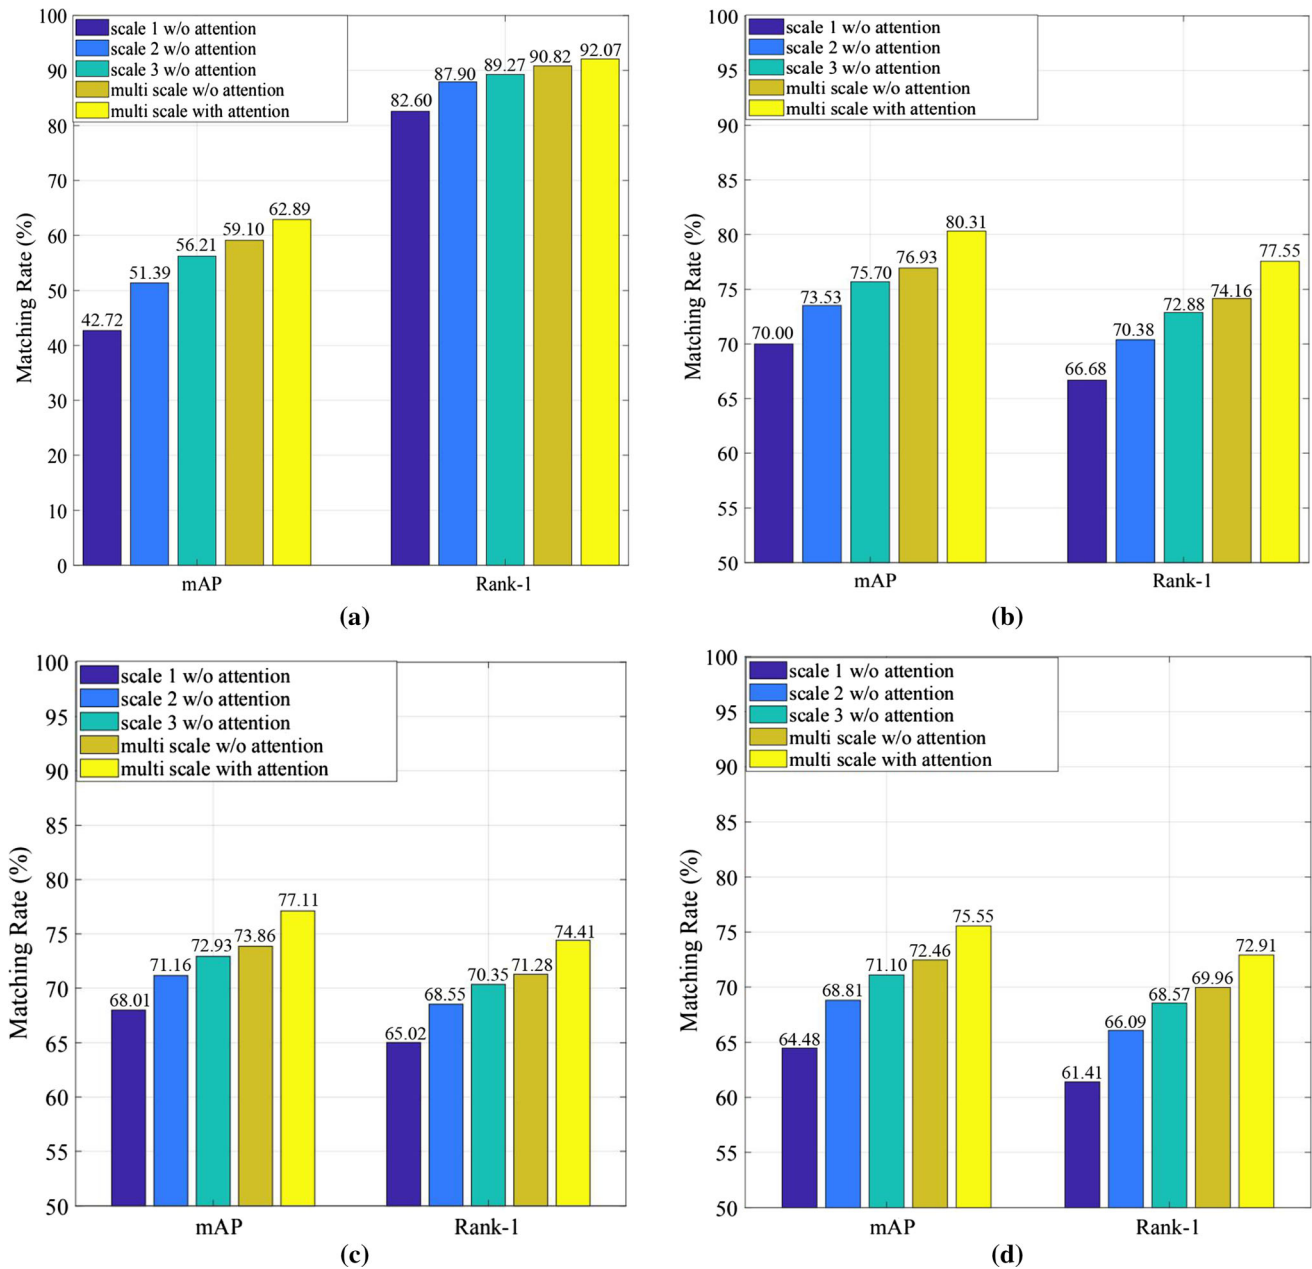 100
90
80
70
60
50
40
30
20
10
0
Matching Rate (%)
scale 1 w/o attention
scale 2 w/o attention
scale 3 w/o attention
multi scale w/o attention
multi scale with attention
42.72
51.39
56.21
59.10
62.89
82.60
87.90
89.27
90.82
92.07
mAP
Rank-1
(a)
100
95
90
85
80
75
70
65
60
55
50
Matching Rate (%)
scale 1 w/o attention
scale 2 w/o attention
scale 3 w/o attention
multi scale w/o attention
multi scale with attention
70.00
73.53
75.70
76.93
80.31
66.68
70.38
72.88
74.16
77.55
mAP
Rank-1
(b)
100
95
90
85
80
75
70
65
60
55
50
Matching Rate (%)
scale 1 w/o attention
scale 2 w/o attention
scale 3 w/o attention
multi scale w/o attention
multi scale with attention
68.01
71.16
72.93
73.86
77.11
65.02
68.55
70.35
71.28
74.41
mAP
Rank-1
(c)
100
95
90
85
80
75
70
65
60
55
50
Matching Rate (%)
scale 1 w/o attention
scale 2 w/o attention
scale 3 w/o attention
multi scale w/o attention
multi scale with attention
64.48
68.81
71.10
72.46
75.55
61.41
66.09
68.57
69.96
72.91
mAP
Rank-1
(d)